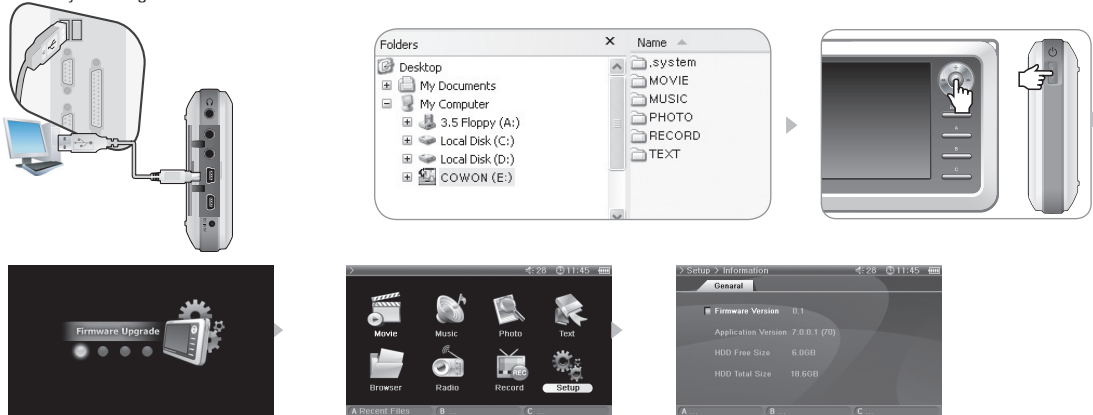 Folders × Name
Desktop
My Documents
My Computer
3.5 Floppy (A:)
Local Disk (C:)
Local Disk (D:)
COWON (E:)
.system
MOVIE
MUSIC
PHOTO
RECORD
TEXT
A
B
C
Firmware Upgrade
> 28 11:45
Movie Music Photo Text
REC
Browser Radio Record Setup
A Recent Files B ... C ...
> Setup > Information 28 11:45
Genaral
Firmware Version 0.1
Application Version 7.0.0.1 (70)
HDD Free Size 6.0GB
HDD Total Size 18.6GB
A ... B ... C ...